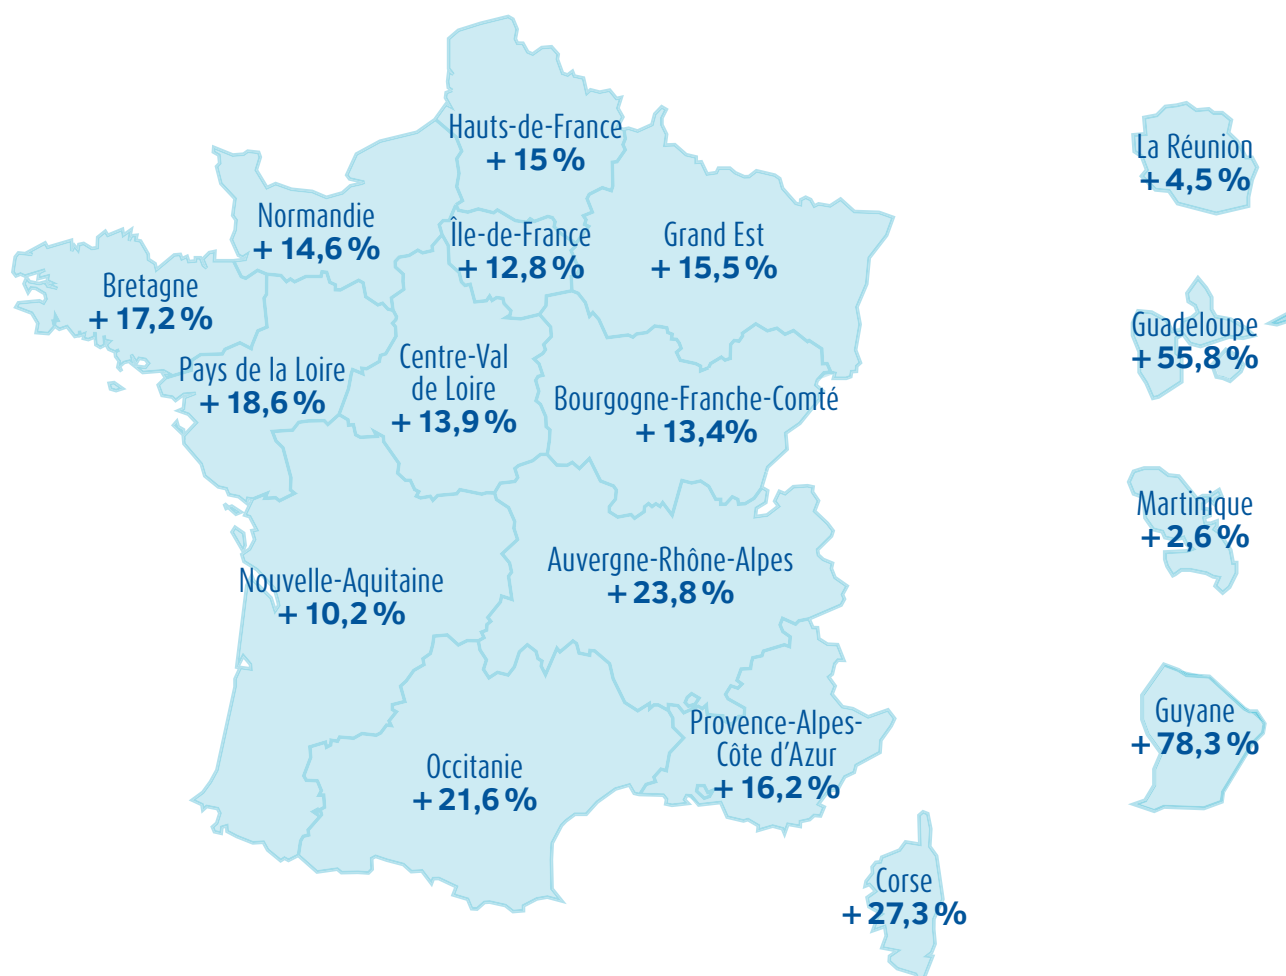 Hauts-de-France
+ 15 %
Normandie
+ 14,6 %
Île-de-France
+ 12,8 %
Grand Est
+ 15,5 %
Bretagne
+ 17,2 %
Pays de la Loire
+ 18,6 %
Centre-Val
de Loire
+ 13,9 %
Bourgogne-Franche-Comté
+ 13,4%
Nouvelle-Aquitaine
+ 10,2 %
Auvergne-Rhône-Alpes
+ 23,8 %
Occitanie
+ 21,6 %
Provence-Alpes-
Côte d'Azur
+ 16,2 %
Corse
+ 27,3 %
La Réunion
+ 4,5 %
Guadeloupe
+ 55,8 %
Martinique
+ 2,6 %
Guyane
+ 78,3 %